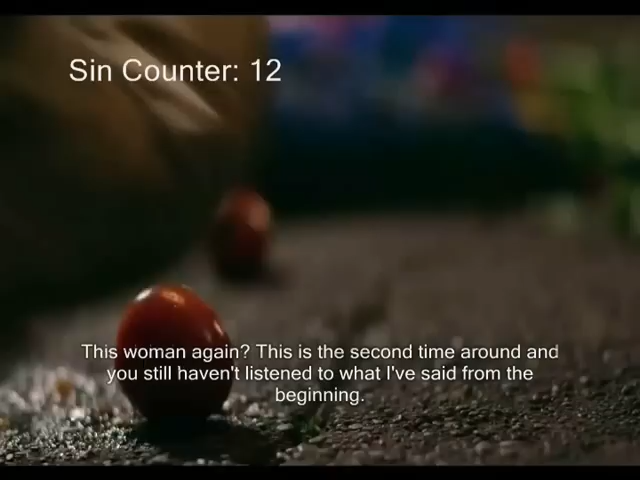 Sin Counter: 12
This woman again? This is the second time around and
you still haven't listened to what I've said from the
beginning.